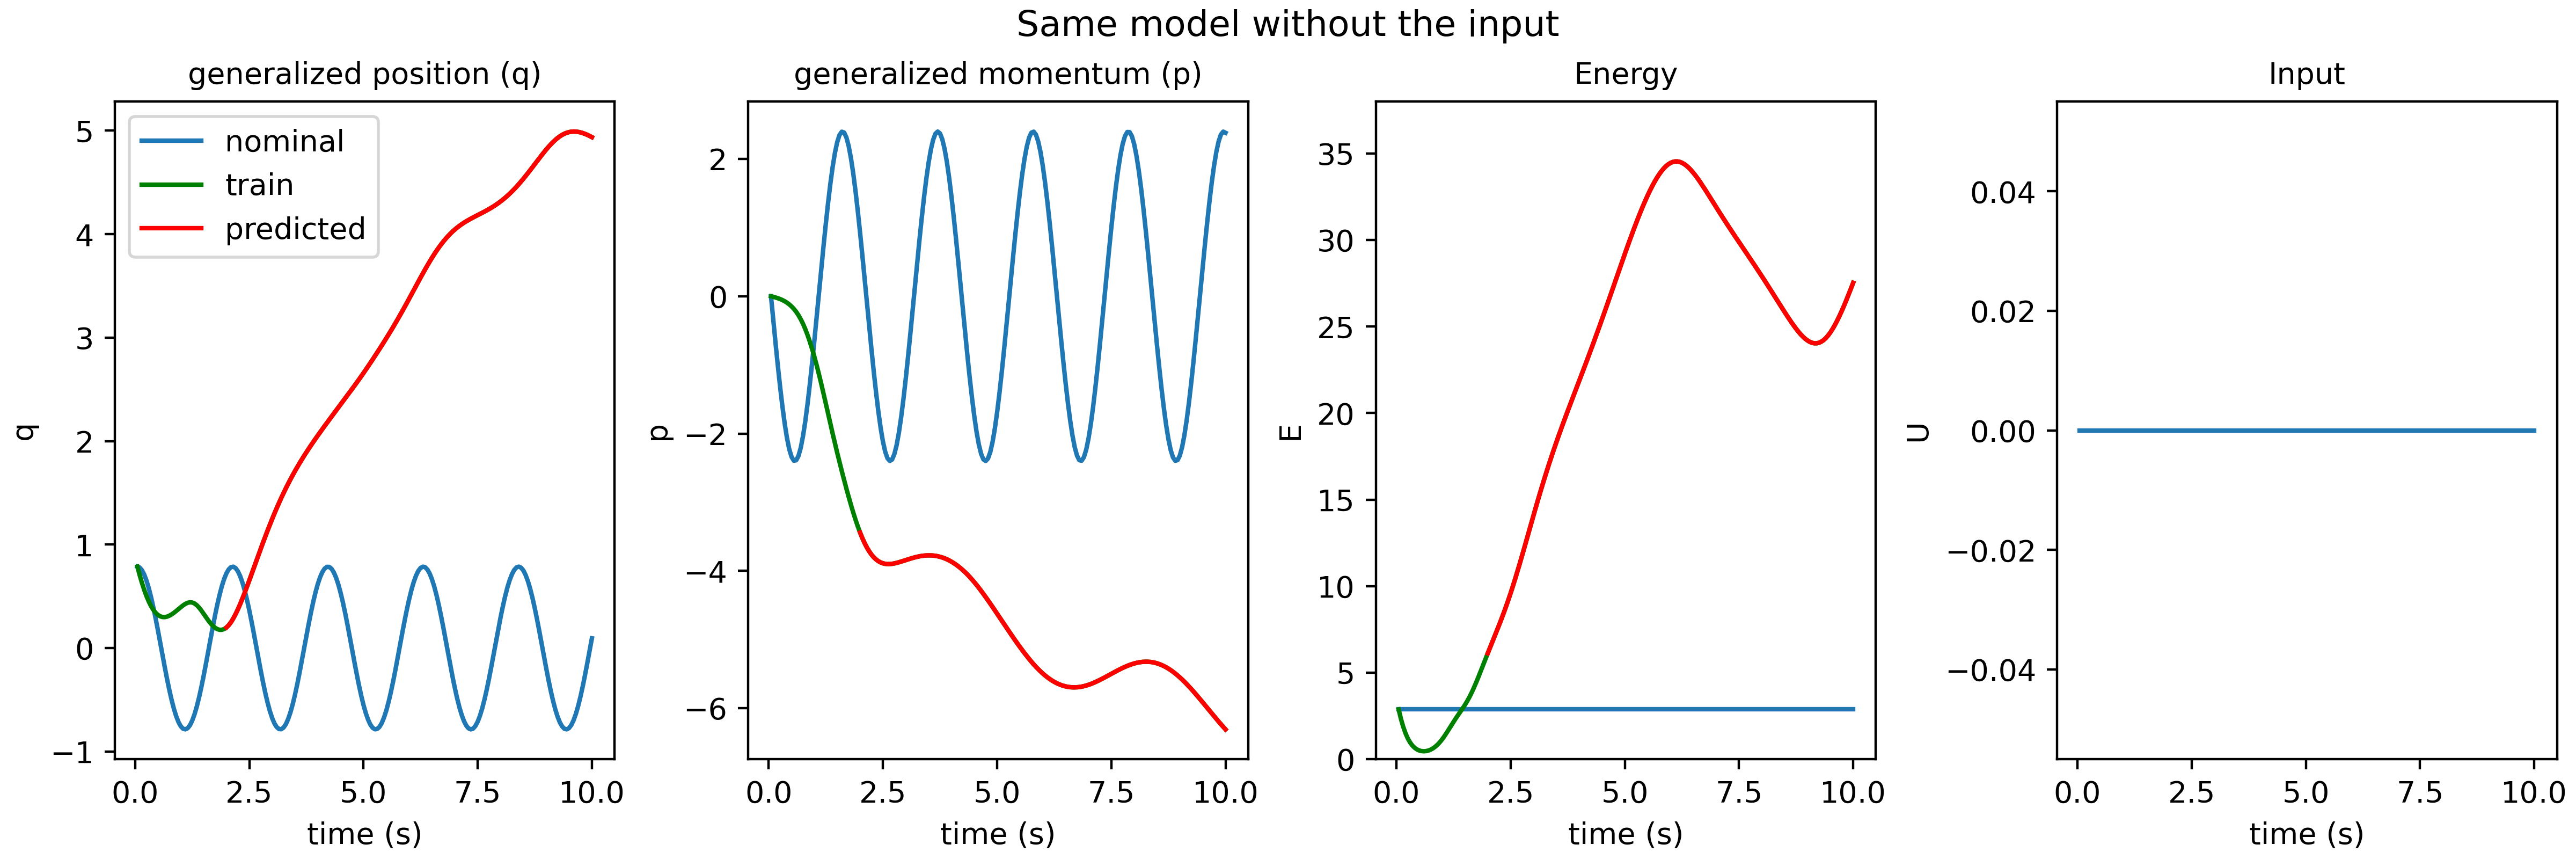 Same model without the input
generalized position (q)
nominal
train
predicted
5
4
3
2
1
0
−1
q
0.0 2.5 5.0 7.5 10.0
time (s)
generalized momentum (p)
2
0
−2
−4
−6
p
0.0 2.5 5.0 7.5 10.0
time (s)
Energy
35
30
25
20
15
10
5
0
E
0.0 2.5 5.0 7.5 10.0
time (s)
Input
0.04
0.02
0.00
−0.02
−0.04
U
0.0 2.5 5.0 7.5 10.0
time (s)